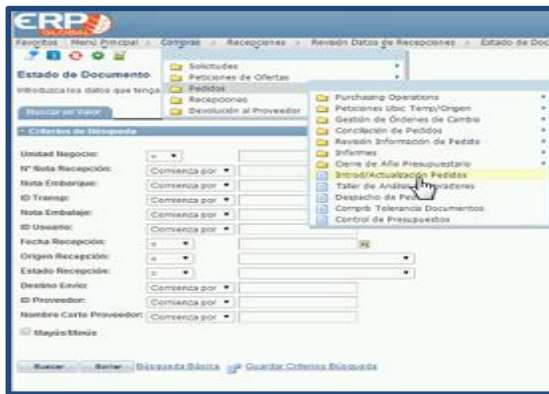 ERP
GLOBAL
Favoritos Menú Principal > Compras > Recepciones > Revisión Datos de Recepciones > Estado de Doc
Solicitudes
Peticiones de Ofertas
Pedidos
Recepciones
Devolución al Proveedor
Purchasing Operations
Peticiones Ubic Temp/Origen
Gestión de Órdenes de Cambio
Conciliación de Pedidos
Revisión Información de Pedido
Informes
Cierre de Año Presupuestario
Introd/Actualización Pedidos
Taller de Análisis
Despacho de
Comprb Tolerancia Documentos
Control de Presupuestos
Estado de Documento
Introduzca los datos que tenga
Buscar un Valor
Criterios de Búsqueda
Unidad Negocio: =
Nº Nota Recepción: Comienza por
Nota Embarque: Comienza por
ID Transp: Comienza por
Nota Embalaje: Comienza por
ID Usuario: Comienza por
Fecha Recepción: =
Origen Recepción: =
Estado Recepción: =
Destino Envío: Comienza por
ID Proveedor: Comienza por
Nombre Corto Proveedor: Comienza por
Mayús/Minús
Buscar Borrar Búsqueda Básica Guardar Criterios Búsqueda